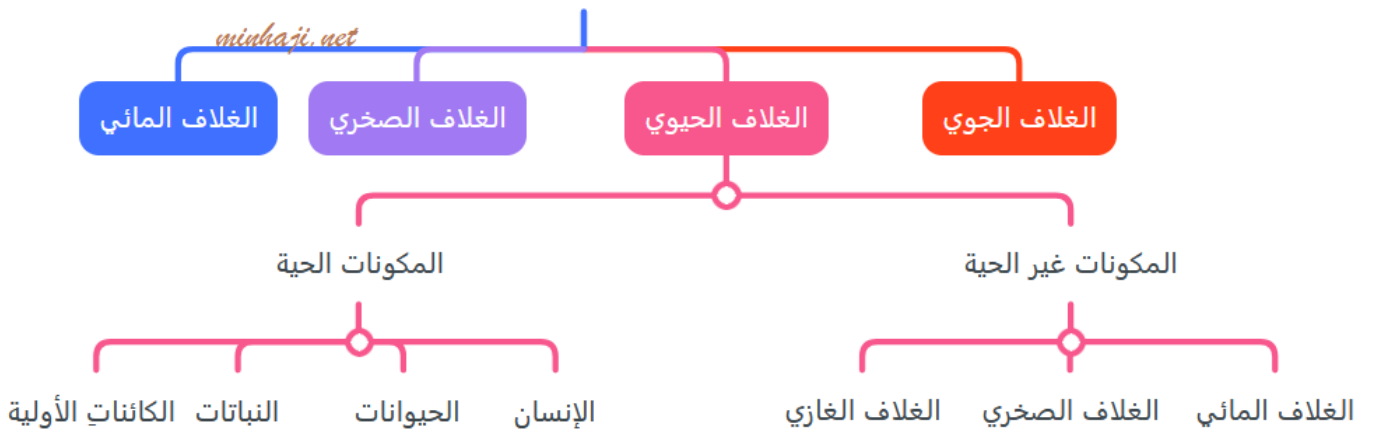 minhaji.net
الغلاف الجوي
الغلاف الحيوي
الغلاف الصخري
الغلاف المائي
المكونات غير الحية
المكونات الحية
الغلاف المائي
الغلاف الصخري
الغلاف الغازي
الإنسان
الحيوانات
النباتات
الكائناتِ الأولية